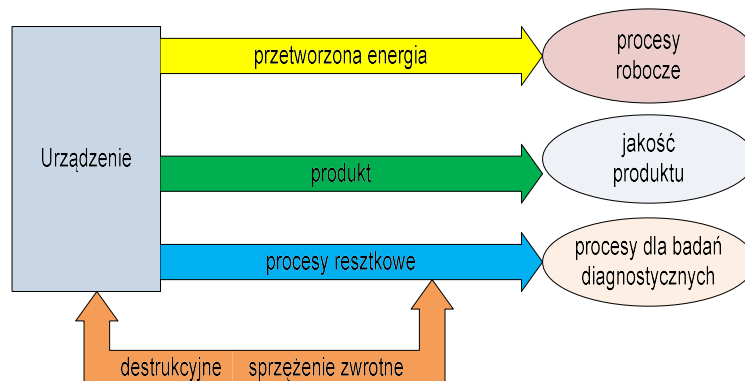 przetworzona energia
procesy
robocze
Urządzenie
produkt
jakość
produktu
procesy resztkowe
procesy dla badań
diagnostycznych
destrukcyjne sprzężenie zwrotne